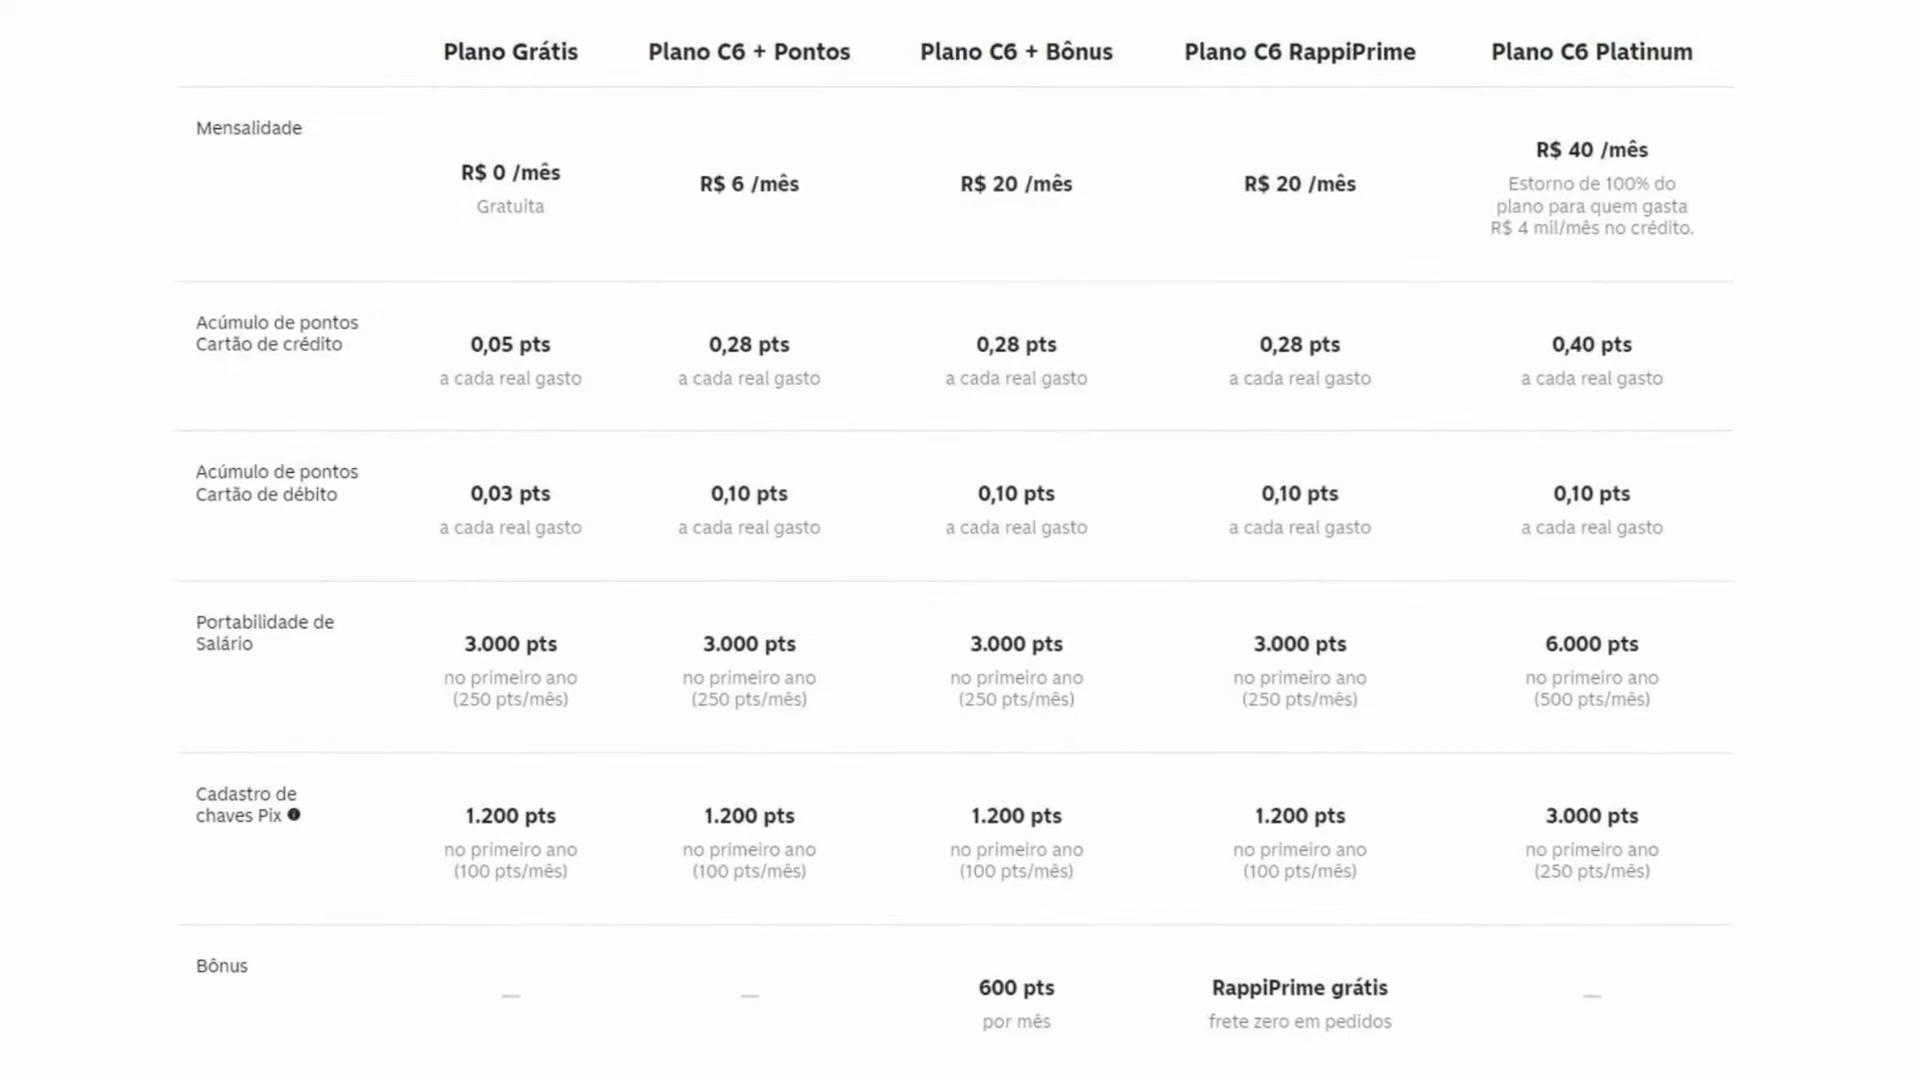 Plano Grátis Plano C6 + Pontos Plano C6 + Bônus Plano C6 RappiPrime Plano C6 Platinum
Mensalidade
R$ 0 /mês
Gratuita
R$ 6 /mês
R$ 20 /mês
R$ 20 /mês
R$ 40 /mês
Estorno de 100% do
plano para quem gasta
R$ 4 mil/mês no crédito.
Acúmulo de pontos
Cartão de crédito
0,05 pts
a cada real gasto
0,28 pts
a cada real gasto
0,28 pts
a cada real gasto
0,28 pts
a cada real gasto
0,40 pts
a cada real gasto
Acúmulo de pontos
Cartão de débito
0,03 pts
a cada real gasto
0,10 pts
a cada real gasto
0,10 pts
a cada real gasto
0,10 pts
a cada real gasto
0,10 pts
a cada real gasto
Portabilidade de
Salário
3.000 pts
no primeiro ano
(250 pts/mês)
3.000 pts
no primeiro ano
(250 pts/mês)
3.000 pts
no primeiro ano
(250 pts/mês)
3.000 pts
no primeiro ano
(250 pts/mês)
6.000 pts
no primeiro ano
(500 pts/mês)
Cadastro de
chaves Pix
1.200 pts
no primeiro ano
(100 pts/mês)
1.200 pts
no primeiro ano
(100 pts/mês)
1.200 pts
no primeiro ano
(100 pts/mês)
1.200 pts
no primeiro ano
(100 pts/mês)
3.000 pts
no primeiro ano
(250 pts/mês)
Bônus
—
—
600 pts
por mês
RappiPrime grátis
frete zero em pedidos
—